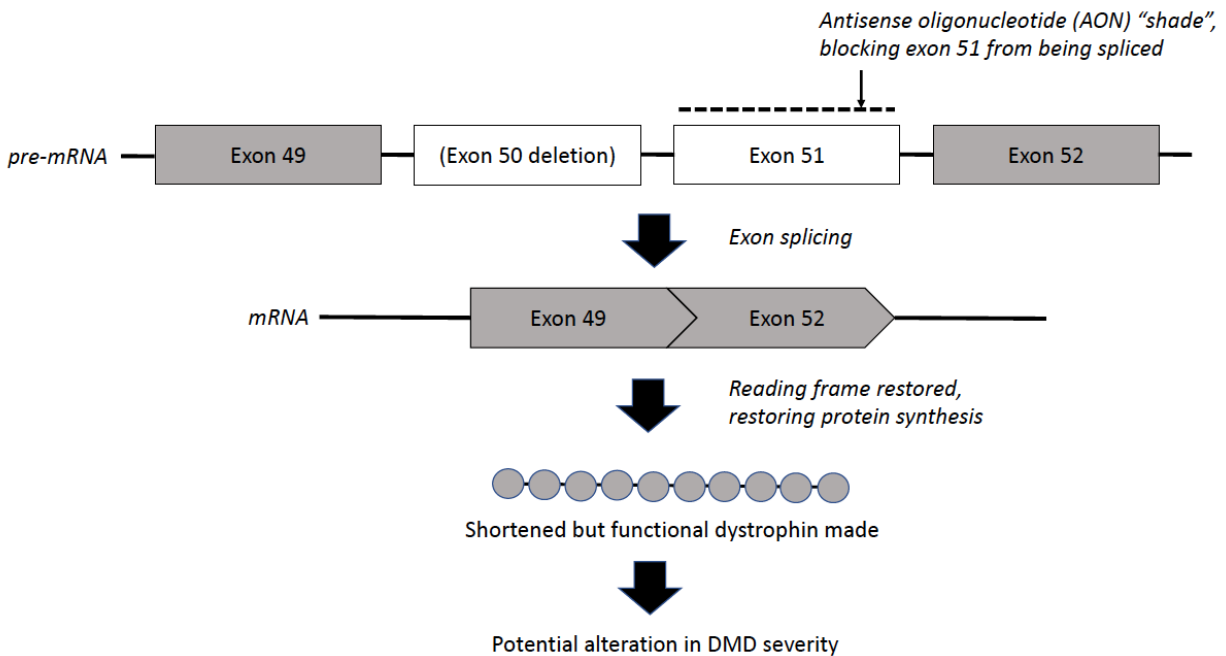 Antisense oligonucleotide (AON) “shade”,
blocking exon 51 from being spliced
pre-mRNA
Exon 49
(Exon 50 deletion)
Exon 51
Exon 52
Exon splicing
mRNA
Exon 49
Exon 52
Reading frame restored,
restoring protein synthesis
Shortened but functional dystrophin made
Potential alteration in DMD severity